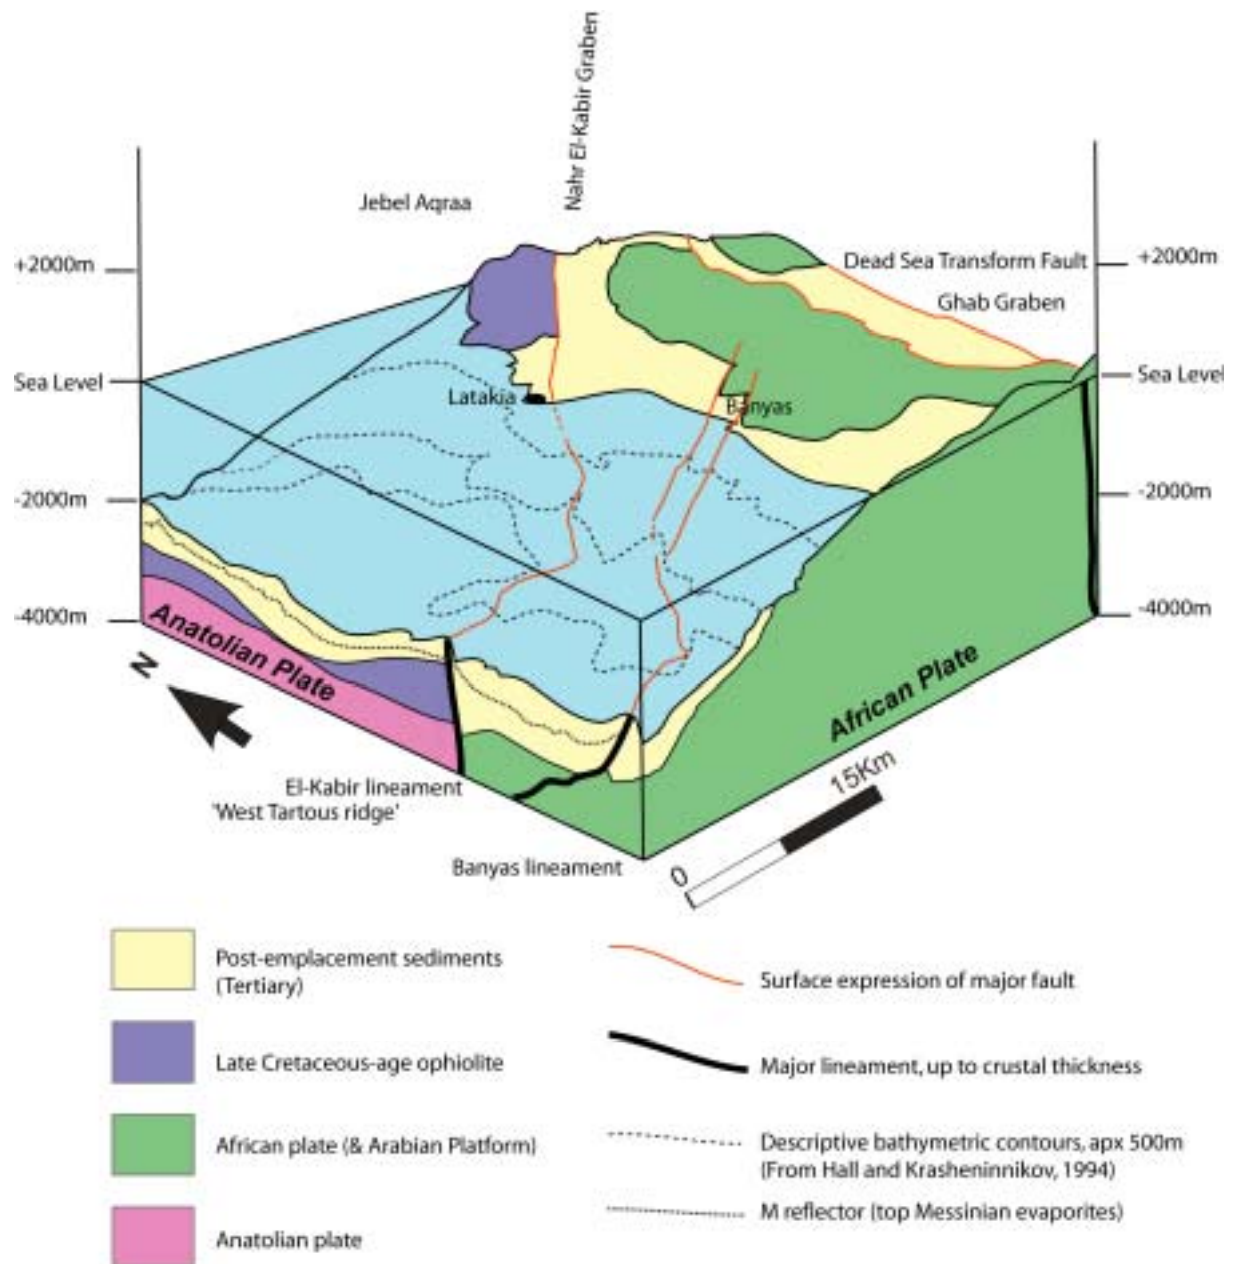 Nahr El-Kabir Graben
Jebel Aqraa
+2000m
Dead Sea Transform Fault
+2000m
Ghab Graben
Sea Level
Sea Level
Latakia
Banyas
-2000m
-2000m
-4000m
-4000m
Anatolian Plate
African Plate
N
El-Kabir lineament
'West Tartous ridge'
15Km
Banyas lineament
0
Post-emplacement sediments
(Tertiary)
Surface expression of major fault
Late Cretaceous-age ophiolite
Major lineament, up to crustal thickness
African plate (& Arabian Platform)
Descriptive bathymetric contours, apx 500m
(From Hall and Krasheninnikov, 1994)
M reflector (top Messinian evaporites)
Anatolian plate